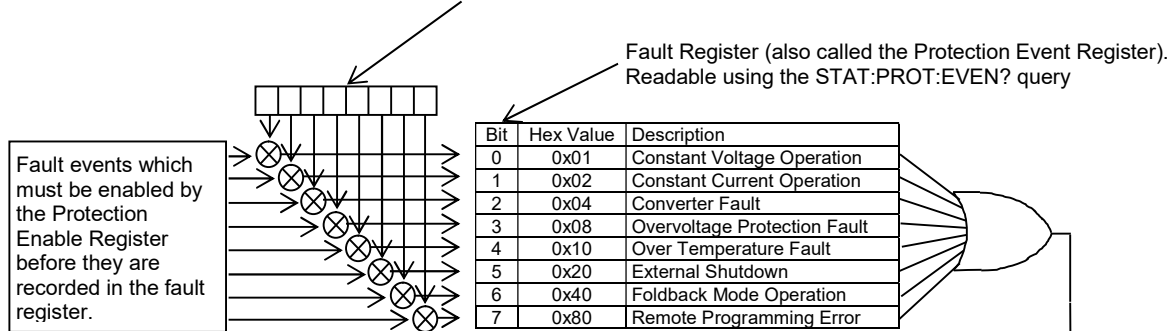 Fault Register (also called the Protection Event Register).
Readable using the STAT:PROT:EVEN? query
Fault events which
must be enabled by
the Protection
Enable Register
before they are
recorded in the fault
register.
Bit Hex Value Description
0 0x01 Constant Voltage Operation
1 0x02 Constant Current Operation
2 0x04 Converter Fault
3 0x08 Overvoltage Protection Fault
4 0x10 Over Temperature Fault
5 0x20 External Shutdown
6 0x40 Foldback Mode Operation
7 0x80 Remote Programming Error